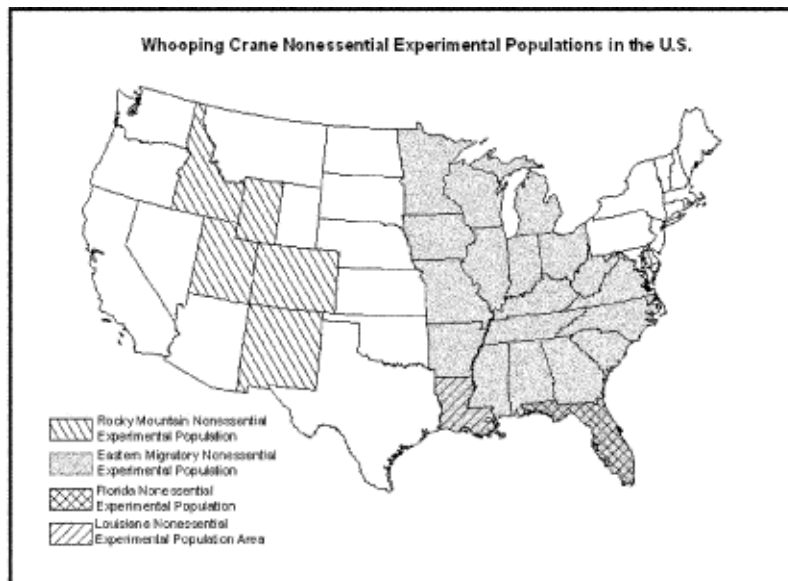 Whooping Crane Nonessential Experimental Populations in the U.S.
Rocky Mountain Nonessential
Experimental Population
Eastern Migratory Nonessential
Experimental Population
Florida Nonessential
Experimental Population
Louisiana Nonessential
Experimental Population Area